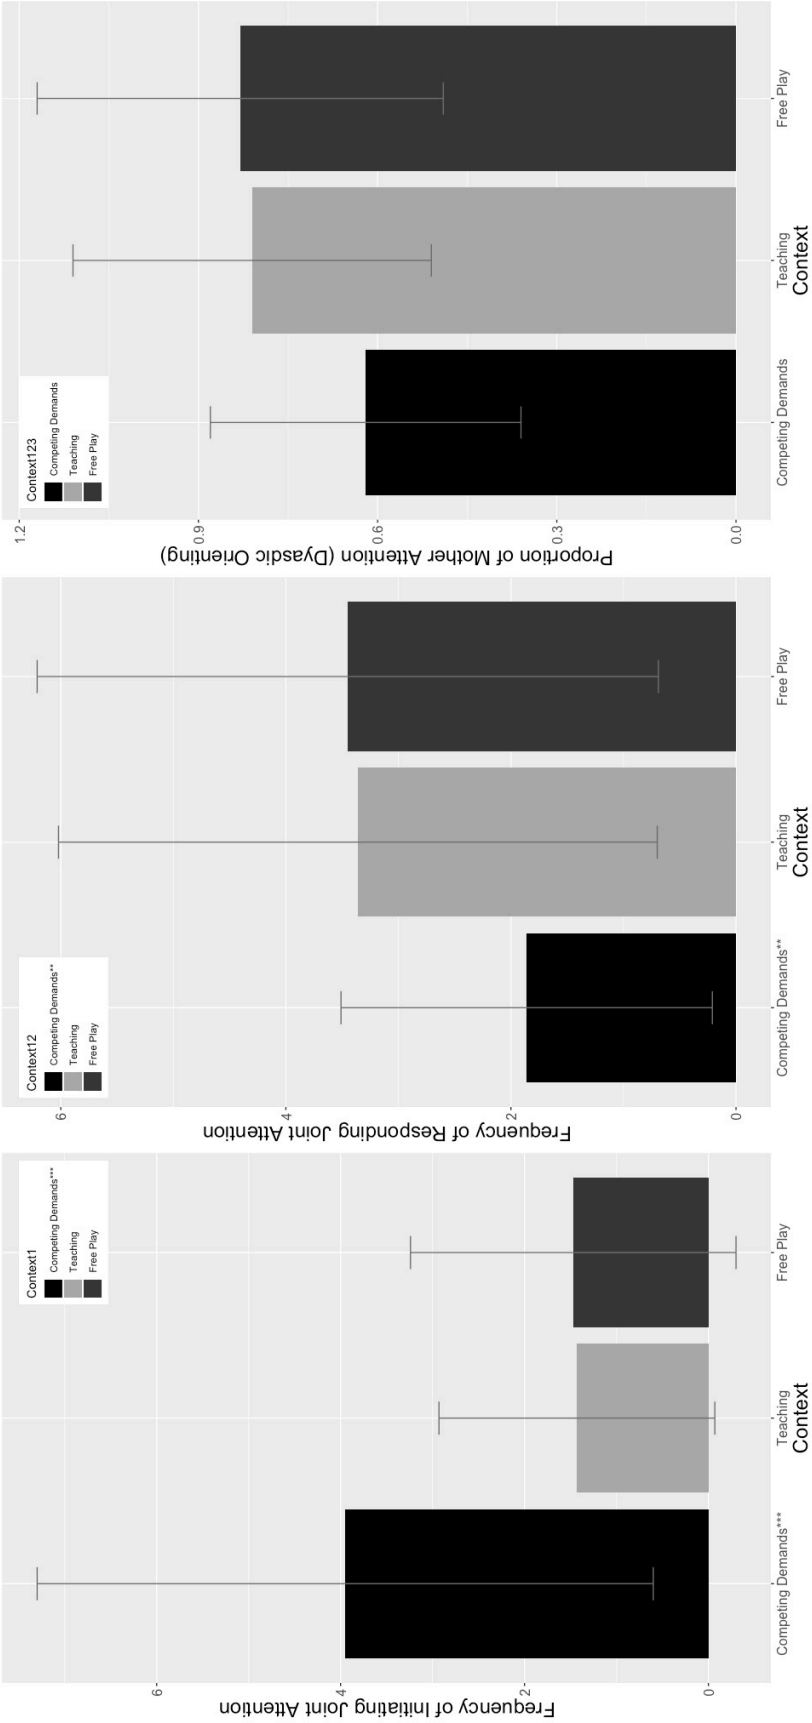 Frequency of Initiating Joint Attention
6
4
2
0
Context1
Competing Demands***
Teaching
Free Play
Competing Demands***
Teaching
Free Play
Context
Frequency of Responding Joint Attention
6
4
2
0
Context12
Competing Demands**
Teaching
Free Play
Competing Demands**
Teaching
Free Play
Context
Proportion of Mother Attention (Dyasdic Orienting)
1.2
0.9
0.6
0.3
0.0
Context123
Competing Demands
Teaching
Free Play
Competing Demands
Teaching
Free Play
Context